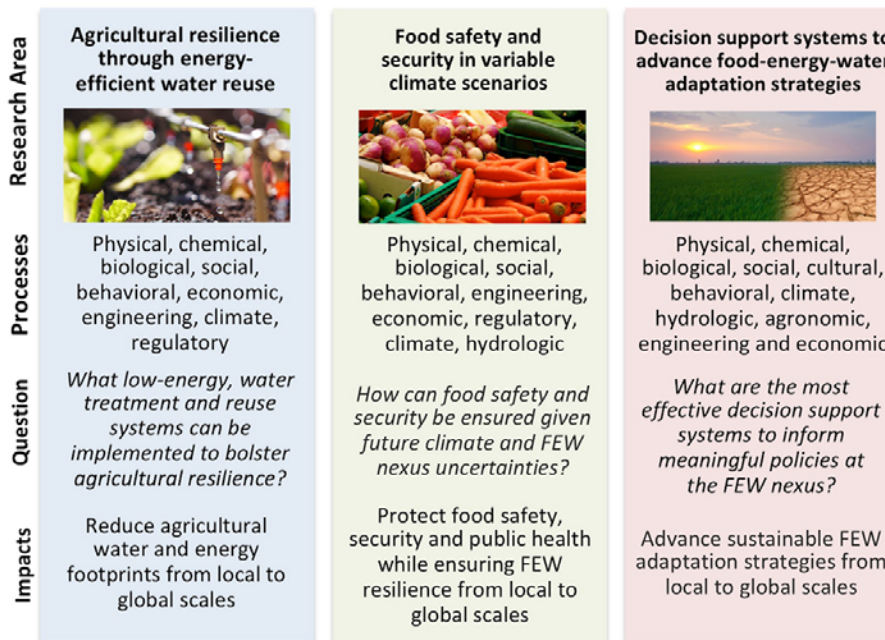 Research Area
Agricultural resilience
through energy-
efficient water reuse
Food safety and
security in variable
climate scenarios
Decision support systems to
advance food-energy-water
adaptation strategies
Processes
Physical, chemical,
biological, social,
behavioral, economic,
engineering, climate,
regulatory
Physical, chemical,
biological, social,
behavioral, engineering,
economic, regulatory,
climate, hydrologic
Physical, chemical,
biological, social, cultural,
behavioral, climate,
hydrologic, agronomic,
engineering and economic
Question
What low-energy, water
treatment and reuse
systems can be
implemented to bolster
agricultural resilience?
How can food safety and
security be ensured given
future climate and FEW
nexus uncertainties?
What are the most
effective decision support
systems to inform
meaningful policies at
the FEW nexus?
Impacts
Reduce agricultural
water and energy
footprints from local to
global scales
Protect food safety,
security and public health
while ensuring FEW
resilience from local to
global scales
Advance sustainable FEW
adaptation strategies from
local to global scales